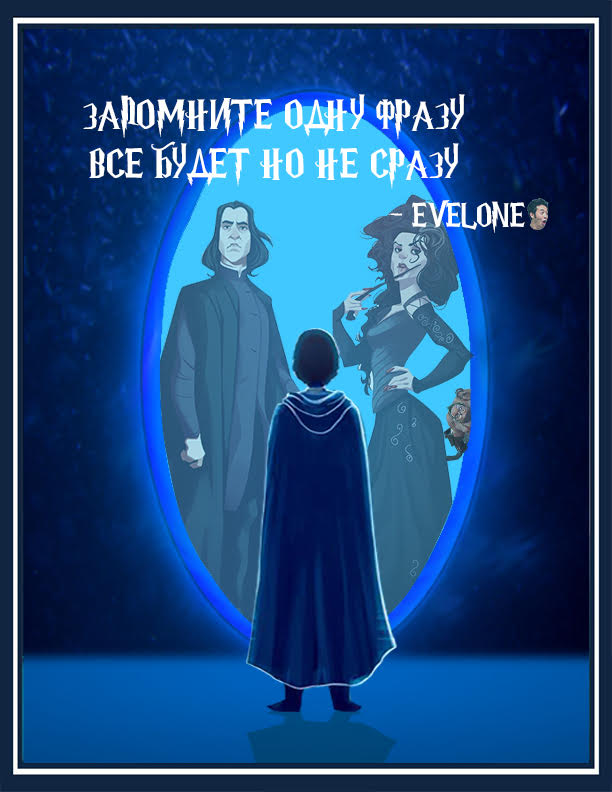 ЗАПОМНИТЕ ОДНУ ФРАЗУ
ВСЕ БУДЕТ НО НЕ СРАЗУ
- EVELONE